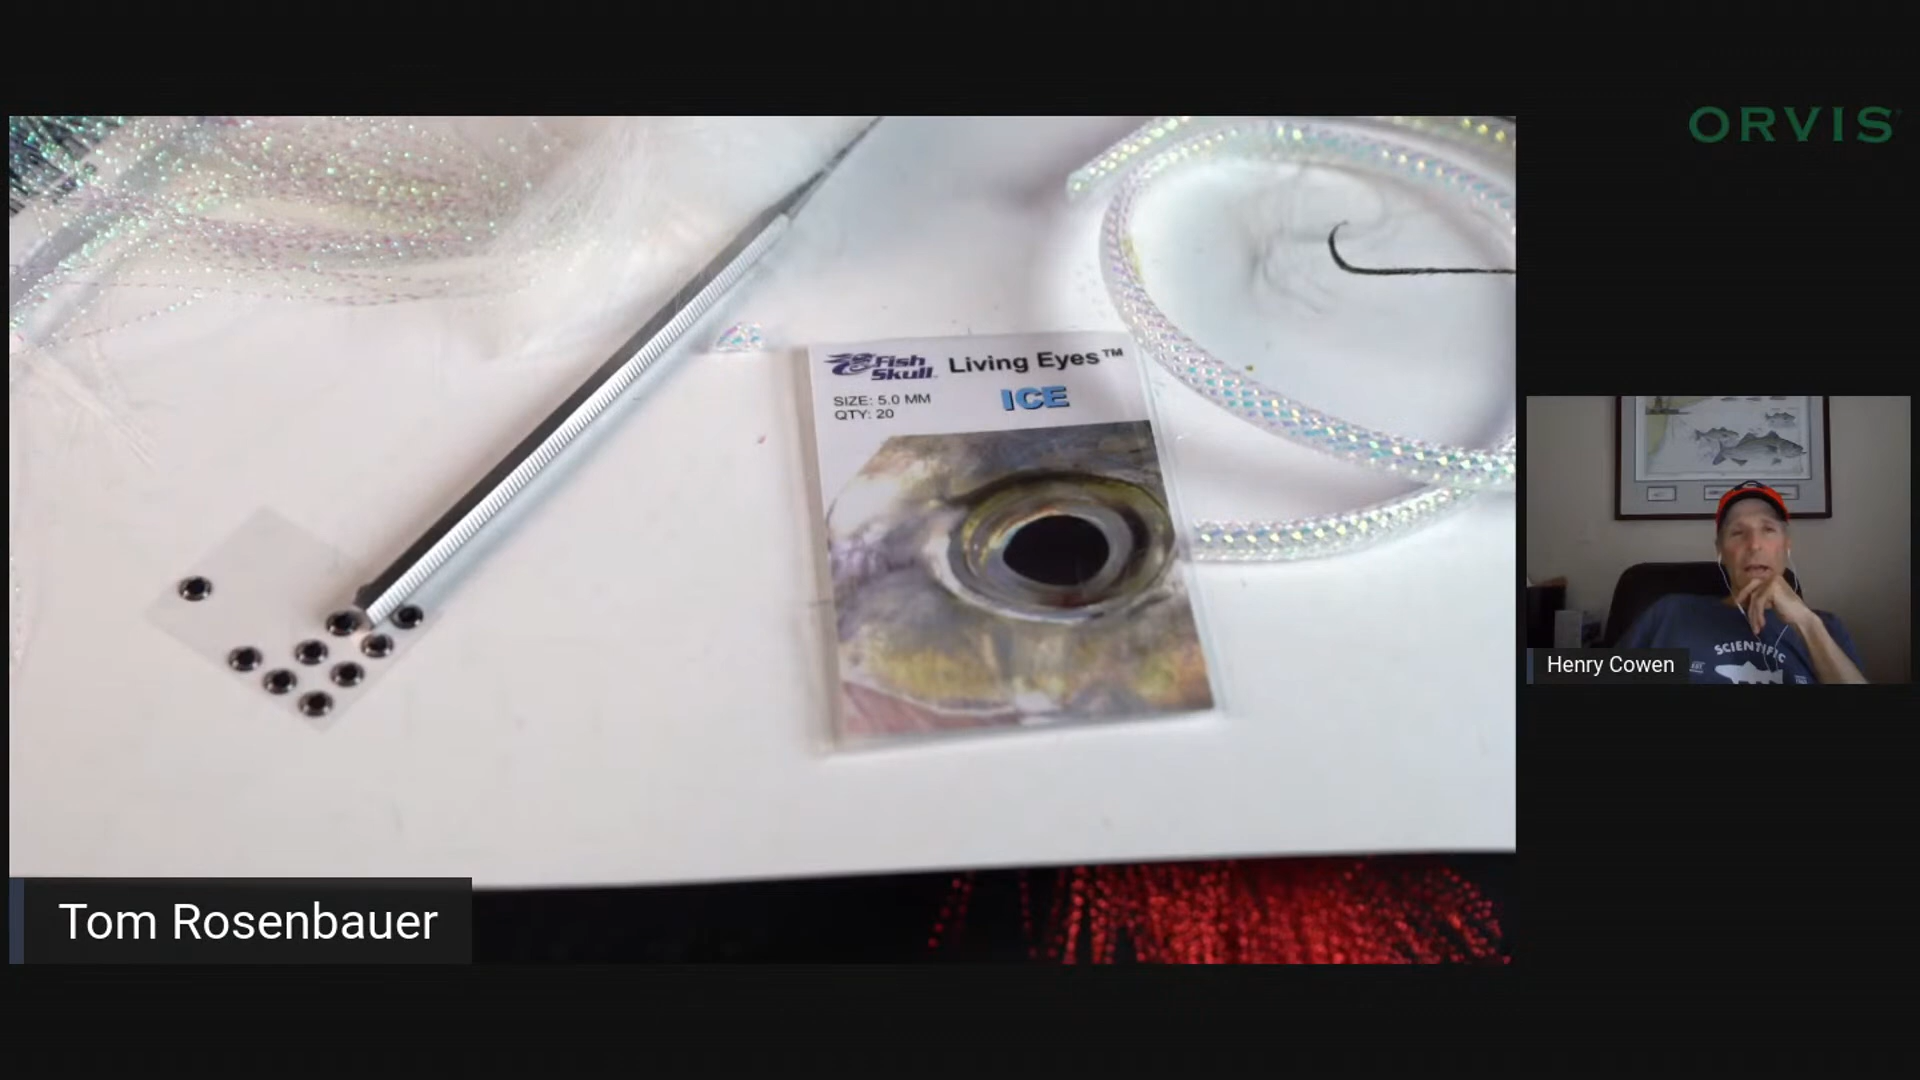 ORVIS
Fish
Skull
Living Eyes™
ICE
SIZE: 5.0 MM
QTY: 20
Henry Cowen
SCIENTIFIC
Tom Rosenbauer